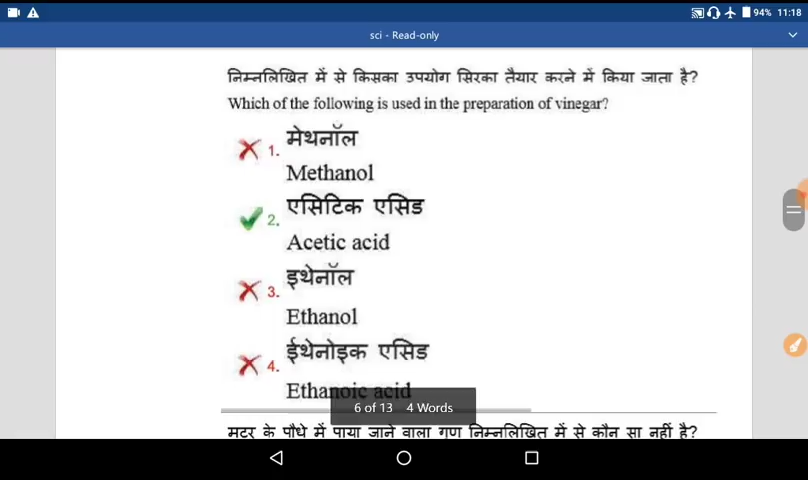 94% 11:18
sci - Read-only
निम्नलिखित में से किसका उपयोग सिरका तैयार करने में किया जाता है?
Which of the following is used in the preparation of vinegar?
मेथनॉल
1.
Methanol
एसिटिक एसिड
2.
Acetic acid
इथेनॉल
3.
Ethanol
ईथेनोइक एसिड
4.
Ethanoic acid
6 of 13 4 Words
मटर के पौधे में पाया जाने वाला गुण निम्नलिखित में से कौन सा नहीं है?